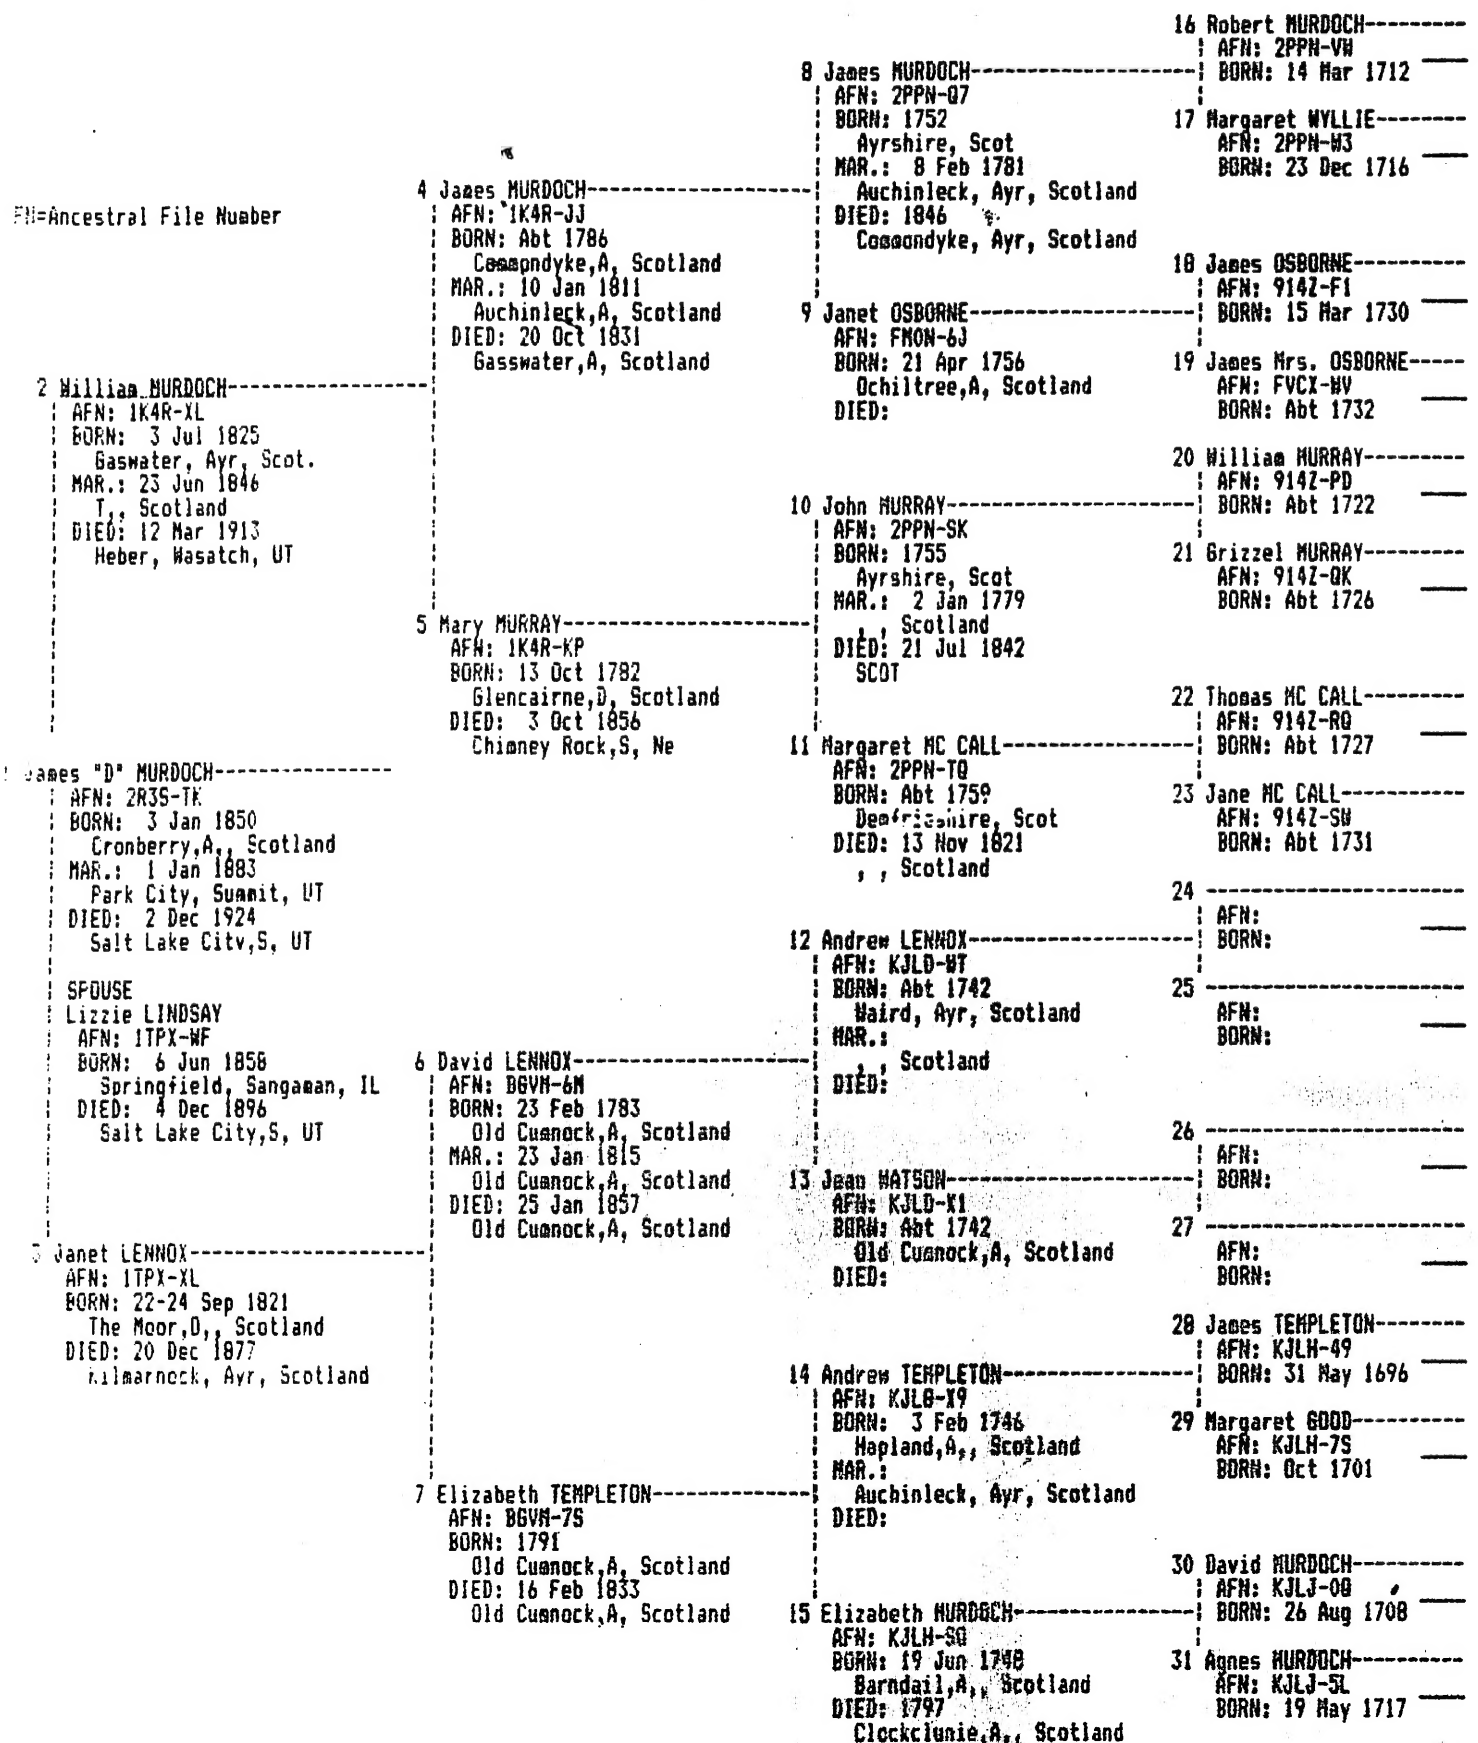 FN=Ancestral File Number
2 William MURDOCH
AFN: 1K4R-XL
BORN: 3 Jul 1825
Gaswater, Ayr, Scot.
MAR.: 23 Jun 1846
T,, Scotland
DIED: 12 Mar 1913
Heber, Wasatch, UT
James "D" MURDOCH
AFN: 2R3S-TK
BORN: 3 Jan 1850
Cronberry,A,, Scotland
MAR.: 1 Jan 1883
Park City, Summit, UT
DIED: 2 Dec 1924
Salt Lake City,S, UT
SPOUSE
Lizzie LINDSAY
AFN: 1TPX-WF
BORN: 6 Jun 1858
Springfield, Sangaman, IL
DIED: 4 Dec 1896
Salt Lake City,S, UT
3 Janet LENNOX
AFN: 1TPX-XL
BORN: 22-24 Sep 1821
The Moor,D,, Scotland
DIED: 20 Dec 1877
Kilmarnock, Ayr, Scotland
4 James MURDOCH
AFN: 1K4R-JJ
BORN: Abt 1786
Commondyke,A, Scotland
MAR.: 10 Jan 1811
Auchinleck,A, Scotland
DIED: 20 Oct 1831
Gasswater,A, Scotland
5 Mary MURRAY
AFN: 1K4R-KP
BORN: 13 Oct 1782
Glencairne,D, Scotland
DIED: 3 Oct 1856
Chimney Rock,S, Ne
6 David LENNOX
AFN: BGVM-6M
BORN: 23 Feb 1783
Old Cumnock,A, Scotland
MAR.: 23 Jan 1815
Old Cumnock,A, Scotland
DIED: 25 Jan 1857
Old Cumnock,A, Scotland
7 Elizabeth TEMPLETON
AFN: BGVM-7S
BORN: 1791
Old Cumnock,A, Scotland
DIED: 16 Feb 1833
Old Cumnock,A, Scotland
8 James MURDOCH
AFN: 2PPN-Q7
BORN: 1752
Ayrshire, Scot
MAR.: 8 Feb 1781
Auchinleck, Ayr, Scotland
DIED: 1846
Commondyke, Ayr, Scotland
9 Janet OSBORNE
AFN: FMON-6J
BORN: 21 Apr 1756
Ochiltree,A, Scotland
DIED:
10 John MURRAY
AFN: 2PPN-SK
BORN: 1755
Ayrshire, Scot
MAR.: 2 Jan 1779
, , Scotland
DIED: 21 Jul 1842
SCOT
11 Margaret MC CALL
AFN: 2PPN-TQ
BORN: Abt 1759
Demfriesshire, Scot
DIED: 13 Nov 1821
, , Scotland
12 Andrew LENNOX
AFN: KJLD-WT
BORN: Abt 1742
Waird, Ayr, Scotland
MAR.:
, , Scotland
DIED:
13 Jean WATSON
AFN: KJLD-X1
BORN: Abt 1742
Old Cumnock,A, Scotland
DIED:
14 Andrew TEMPLETON
AFN: KJLG-X9
BORN: 3 Feb 1746
Hapland,A,, Scotland
MAR.:
Auchinleck, Ayr, Scotland
DIED:
15 Elizabeth MURDOCH
AFN: KJLH-SQ
BORN: 19 Jun 1748
Barndail,A,, Scotland
DIED: 1797
Clockclunie,A,, Scotland
16 Robert MURDOCH
AFN: 2PPN-VW
BORN: 14 Mar 1712
17 Margaret WYLLIE
AFN: 2PPN-W3
BORN: 23 Dec 1716
18 James OSBORNE
AFN: 914Z-F1
BORN: 15 Mar 1730
19 James Mrs. OSBORNE
AFN: FVCX-WV
BORN: Abt 1732
20 William MURRAY
AFN: 914Z-PD
BORN: Abt 1722
21 Grizzel MURRAY
AFN: 914Z-QK
BORN: Abt 1726
22 Thomas MC CALL
AFN: 914Z-RQ
BORN: Abt 1727
23 Jane MC CALL
AFN: 914Z-SW
BORN: Abt 1731
24
AFN:
BORN:
25
AFN:
BORN:
26
AFN:
BORN:
27
AFN:
BORN:
28 James TEMPLETON
AFN: KJLH-49
BORN: 31 May 1696
29 Margaret GOOD
AFN: KJLH-7S
BORN: Oct 1701
30 David MURDOCH
AFN: KJLJ-0G
BORN: 26 Aug 1708
31 Agnes MURDOCH
AFN: KJLJ-5L
BORN: 19 May 1717